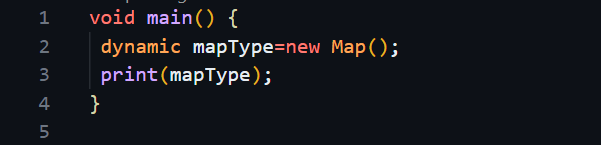 1 void main() {
2 dynamic mapType=new Map();
3 print(mapType);
4 }
5